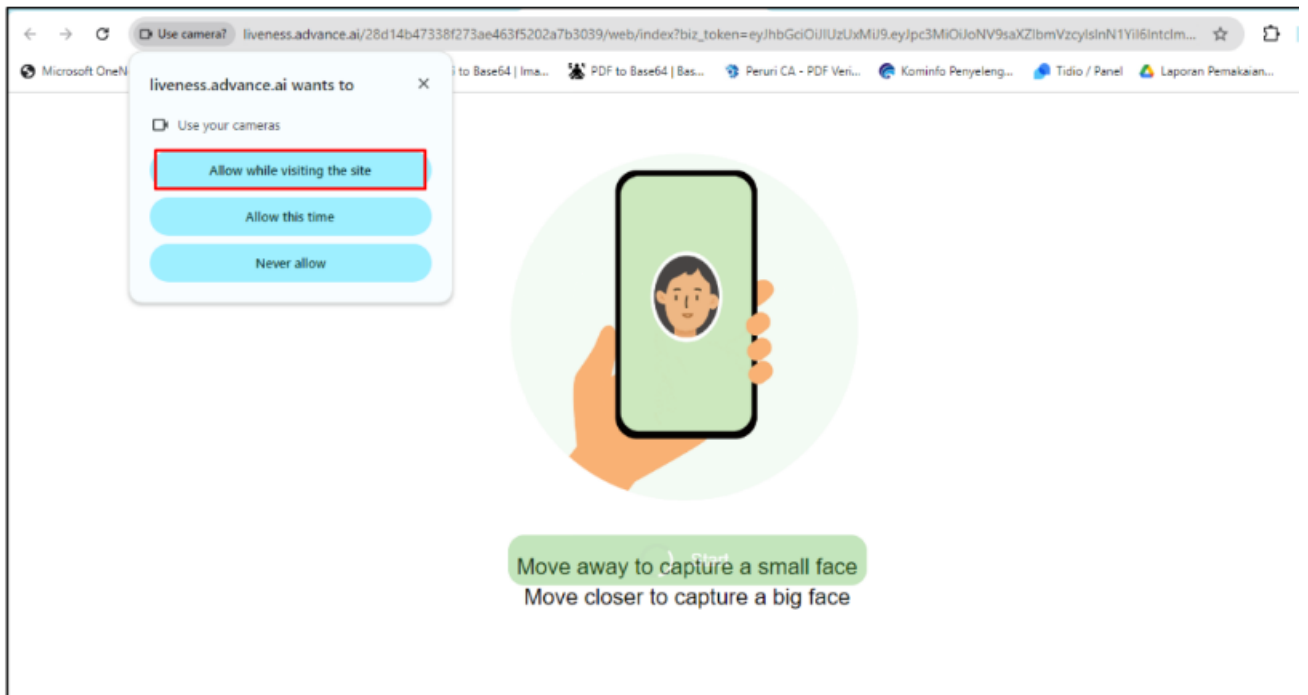 Use camera? liveness.advance.ai/28d14b47338f273ae463f5202a7b3039/web/index?biz_token=
Microsoft OneN
to Base64 | Ima... PDF to Base64 | Bas... Peruri CA - PDF Veri... Kominfo Penyeleng... Tidio / Panel Laporan Pemakaian...
liveness.advance.ai wants to
Use your cameras
Allow while visiting the site
Allow this time
Never allow
Start
Move away to capture a small face
Move closer to capture a big face